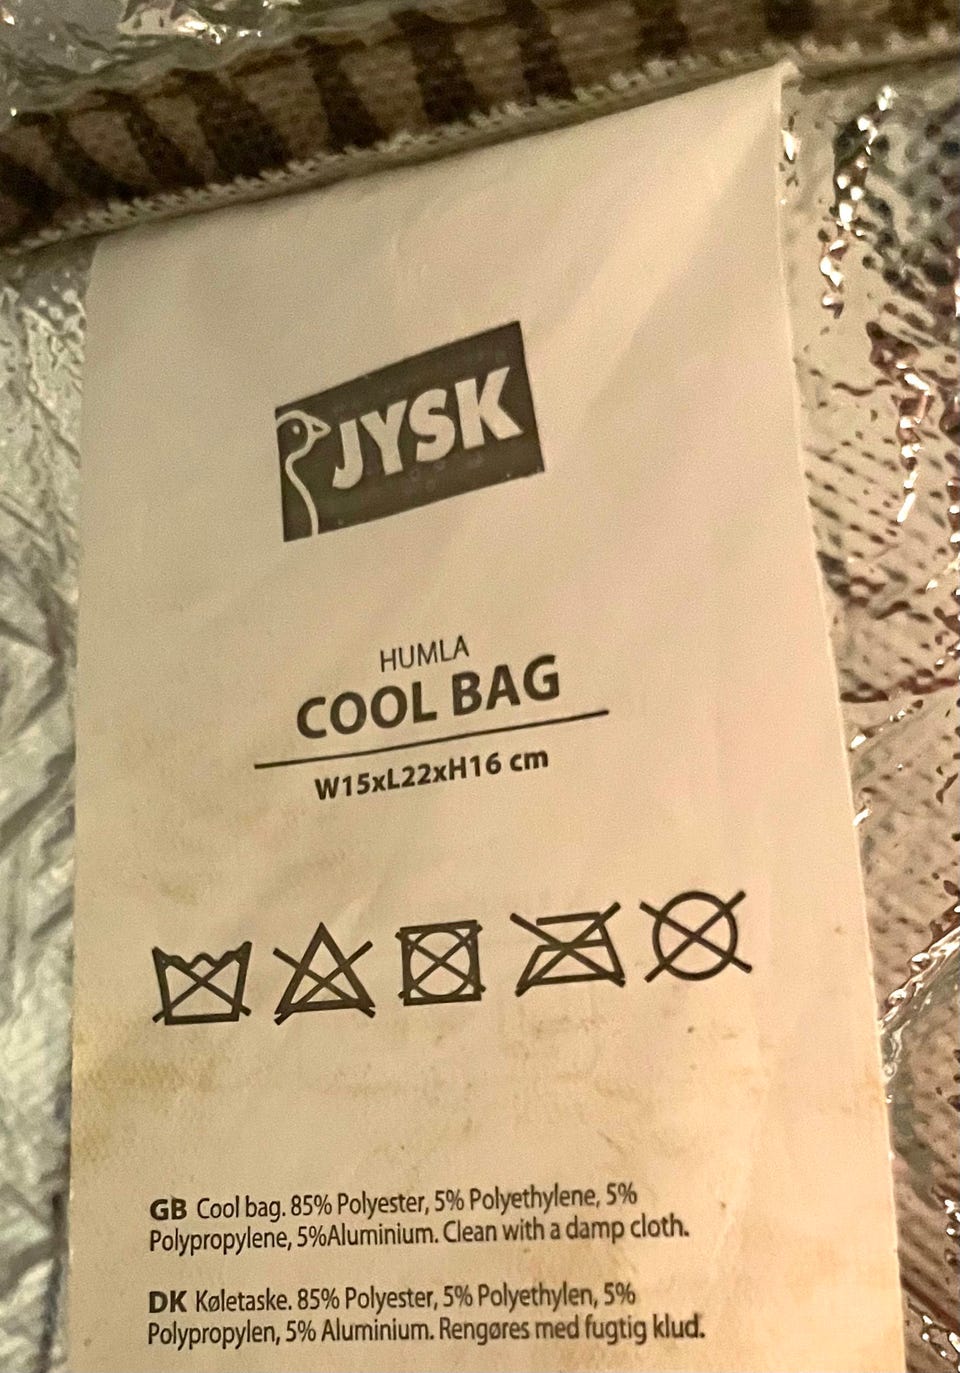 JYSK
HUMLA
COOL BAG
W15xL22xH16 cm
GB Cool bag. 85% Polyester, 5% Polyethylene, 5%
Polypropylene, 5%Aluminium. Clean with a damp cloth.
DK Køletaske. 85% Polyester, 5% Polyethylen, 5%
Polypropylen, 5% Aluminium. Rengøres med fugtig klud.